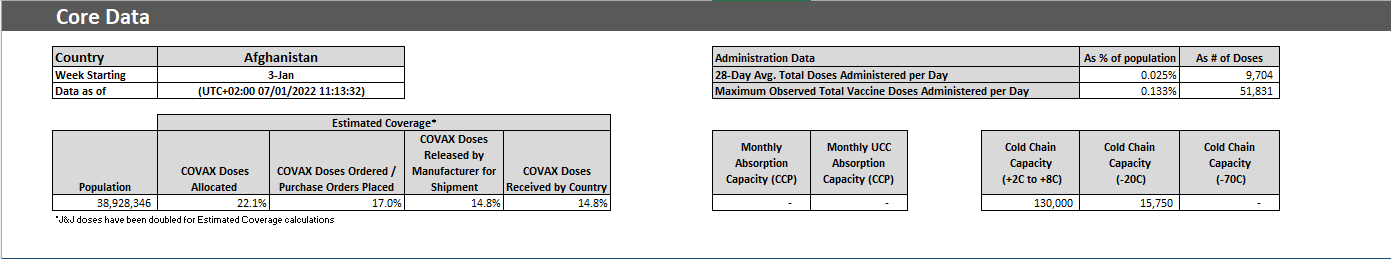 Core Data
Country Afghanistan
Week Starting 3-Jan
Data as of (UTC+02:00 07/01/2022 11:13:32)
Administration Data As % of population As # of Doses
28-Day Avg. Total Doses Administered per Day 0.025% 9,704
Maximum Observed Total Vaccine Doses Administered per Day 0.133% 51,831
Estimated Coverage*
Population
COVAX Doses
Allocated
COVAX Doses Ordered /
Purchase Orders Placed
COVAX Doses
Released by
Manufacturer for
Shipment
COVAX Doses
Received by Country
38,928,346 22.1% 17.0% 14.8% 14.8%
*J&J doses have been doubled for Estimated Coverage calculations
Monthly
Absorption
Capacity (CCP)
Monthly UCC
Absorption
Capacity (CCP)
- -
Cold Chain
Capacity
(+2C to +8C)
Cold Chain
Capacity
(-20C)
Cold Chain
Capacity
(-70C)
130,000 15,750 -